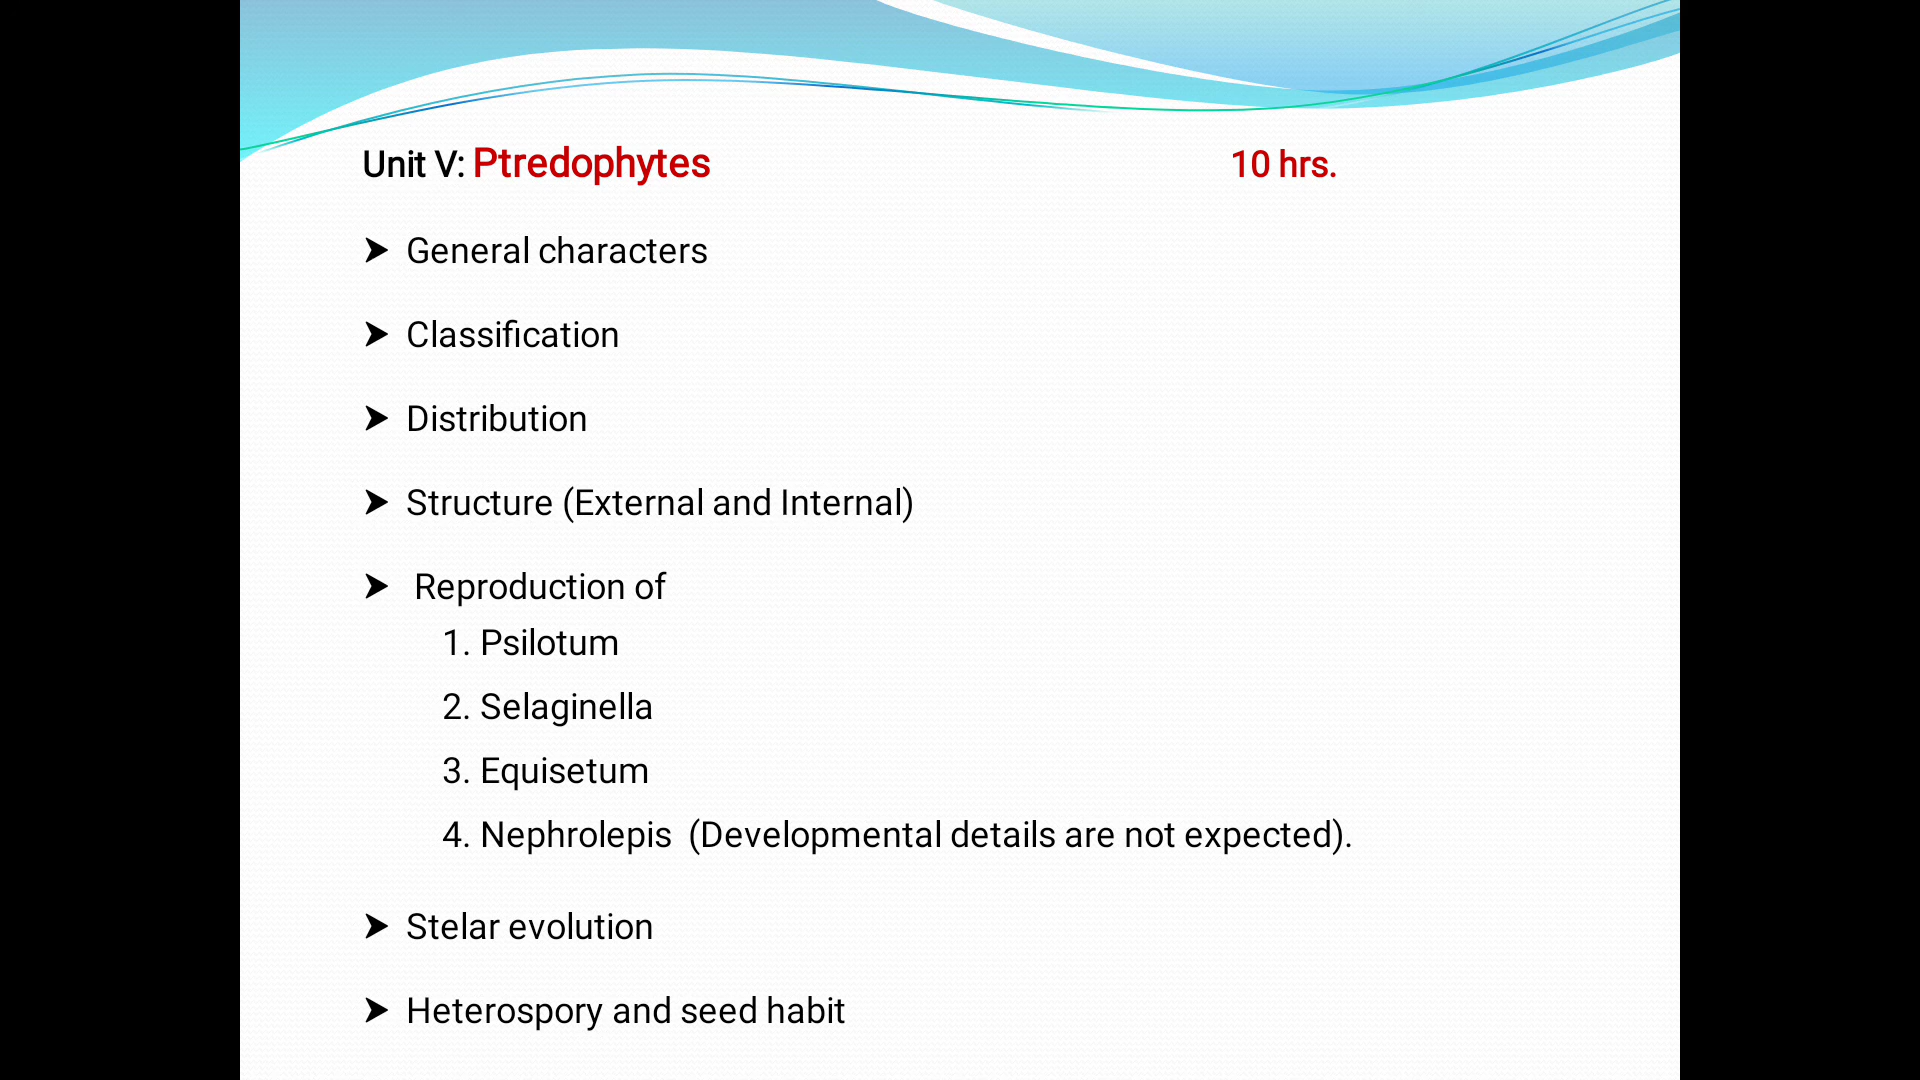 Unit V: Ptredophytes 10 hrs.
➤ General characters
➤ Classification
➤ Distribution
➤ Structure (External and Internal)
➤ Reproduction of
1. Psilotum
2. Selaginella
3. Equisetum
4. Nephrolepis (Developmental details are not expected).
➤ Stelar evolution
➤ Heterospory and seed habit